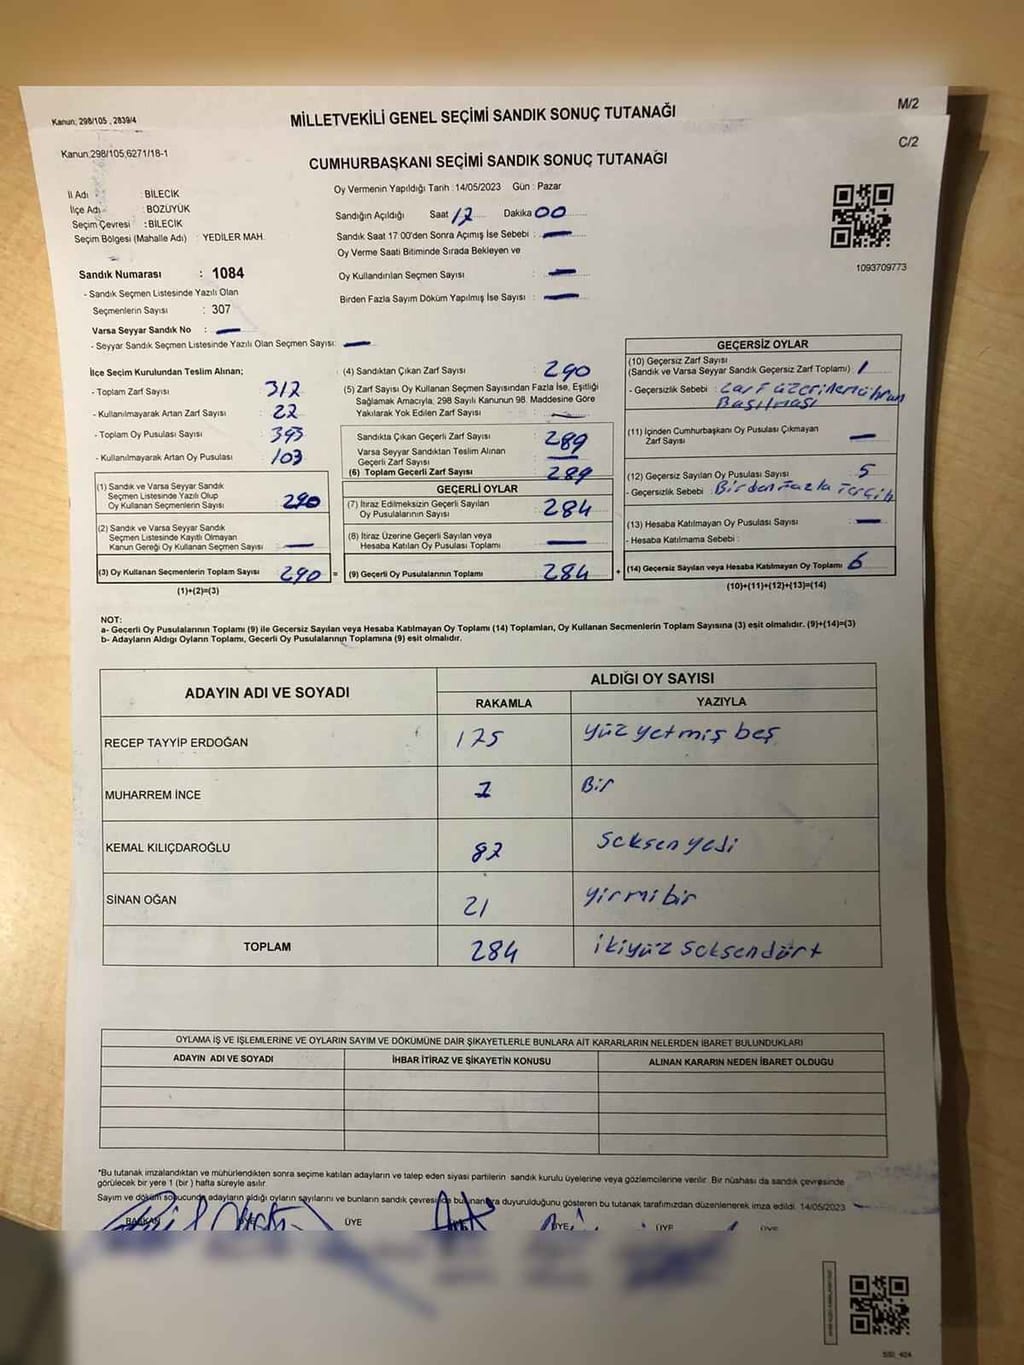 Kanun; 298/105 , 2839/4
MİLLETVEKİLİ GENEL SEÇİMİ SANDIK SONUÇ TUTANAĞI
M/2
Kanun;298/105;6271/18-1
CUMHURBAŞKANI SEÇİMİ SANDIK SONUÇ TUTANAĞI
C/2
İl Adı : BİLECİK
İlçe Adı : BOZÜYÜK
Seçim Çevresi : BİLECİK
Seçim Bölgesi (Mahalle Adı) : YEDİLER MAH.
Sandık Numarası : 1084
- Sandık Seçmen Listesinde Yazılı Olan
Seçmenlerin Sayısı : 307
Varsa Seyyar Sandık No : —
- Seyyar Sandık Seçmen Listesinde Yazılı Olan Seçmen Sayısı: —
Oy Vermenin Yapıldığı Tarih : 14/05/2023 Gün : Pazar
Sandığın Açıldığı Saat 17 Dakika 00
Sandık Saat 17:00'den Sonra Açımış İse Sebebi : —
Oy Verme Saati Bitiminde Sırada Bekleyen ve
Oy Kullandırılan Seçmen Sayısı : —
Birden Fazla Sayım Döküm Yapılmış İse Sayısı : —
1093709773
İlçe Seçim Kurulundan Teslim Alınan;
- Toplam Zarf Sayısı : 312
- Kullanılmayarak Artan Zarf Sayısı : 22
- Toplam Oy Pusulası Sayısı : 393
- Kullanılmayarak Artan Oy Pusulası : 103
(1) Sandık ve Varsa Seyyar Sandık
Seçmen Listesinde Yazılı Olup
Oy Kullanan Seçmenlerin Sayısı : 290
(2) Sandık ve Varsa Seyyar Sandık
Seçmen Listesinde Kayıtlı Olmayan
Kanun Gereği Oy Kullanan Seçmen Sayısı : —
(3) Oy Kullanan Seçmenlerin Toplam Sayısı : 290
(1)+(2)=(3)
(4) Sandıktan Çıkan Zarf Sayısı : 290
(5) Zarf Sayısı Oy Kullanan Seçmen Sayısından Fazla İse, Eşitliği
Sağlamak Amacıyla, 298 Sayılı Kanunun 98. Maddesine Göre
Yakılarak Yok Edilen Zarf Sayısı : —
Sandıkta Çıkan Geçerli Zarf Sayısı : 289
Varsa Seyyar Sandıktan Teslim Alınan
Geçerli Zarf Sayısı : —
(6) Toplam Geçerli Zarf Sayısı : 289
GEÇERLİ OYLAR
(7) İtiraz Edilmeksizin Geçerli Sayılan
Oy Pusulalarının Sayısı : 284
(8) İtiraz Üzerine Geçerli Sayılan veya
Hesaba Katılan Oy Pusulası Toplamı : —
= (9) Geçerli Oy Pusulalarının Toplamı : 284
GEÇERSİZ OYLAR
(10) Geçersiz Zarf Sayısı
(Sandık ve Varsa Seyyar Sandık Geçersiz Zarf Toplamı) : 1
- Geçersizlik Sebebi : zarf üzerine mühran
Basılması
(11) İçinden Cumhurbaşkanı Oy Pusulası Çıkmayan
Zarf Sayısı : —
(12) Geçersiz Sayılan Oy Pusulası Sayısı : 5
- Geçersizlik Sebebi : Birden fazla Tercih
(13) Hesaba Katılmayan Oy Pusulası Sayısı : —
- Hesaba Katılmama Sebebi :
+ (14) Geçersiz Sayılan veya Hesaba Katılmayan Oy Toplamı : 6
(10)+(11)+(12)+(13)=(14)
NOT:
a- Geçerli Oy Pusulalarının Toplamı (9) ile Geçersiz Sayılan veya Hesaba Katılmayan Oy Toplamı (14) Toplamları, Oy Kullanan Seçmenlerin Toplam Sayısına (3) eşit olmalıdır. (9)+(14)=(3)
b- Adayların Aldığı Oyların Toplamı, Geçerli Oy Pusulalarının Toplamına (9) eşit olmalıdır.
ADAYIN ADI VE SOYADI ALDIĞI OY SAYISI
RAKAMLA YAZIYLA
RECEP TAYYİP ERDOĞAN 175 yüz yetmiş beş
MUHARREM İNCE 1 Bir
KEMAL KILIÇDAROĞLU 87 seksen yedi
SİNAN OĞAN 21 yirmi bir
TOPLAM 284 ikiyüz seksendört
OYLAMA İŞ VE İŞLEMLERİNE VE OYLARIN SAYIM VE DÖKÜMÜNE DAİR ŞİKAYETLERLE BUNLARA AİT KARARLARIN NELERDEN İBARET BULUNDUKLARI
ADAYIN ADI VE SOYADI İHBAR İTİRAZ VE ŞİKAYETİN KONUSU ALINAN KARARIN NEDEN İBARET OLDUĞU
*Bu tutanak imzalandıktan ve mühürlendikten sonra seçime katılan adayların ve talep eden siyasi partilerin sandık kurulu üyelerine veya gözlemcilerine verilir. Bir nüshası da sandık çevresinde
görülecek bir yere 1 (bir) hafta süreyle asılır.
Sayım ve döküm sonucunda adayların aldığı oyların sayılarını ve bunların sandık çevresinde bulunanlara duyurulduğunu gösteren bu tutanak tarafımızdan düzenlenerek imza edildi. 14/05/2023
BAŞKAN ÜYE ÜYE ÜYE ÜYE